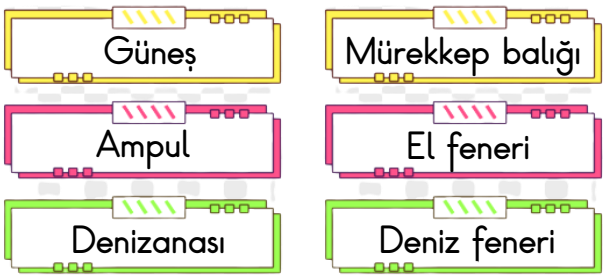 Güneş
Mürekkep balığı
Ampul
El feneri
Denizanası
Deniz feneri